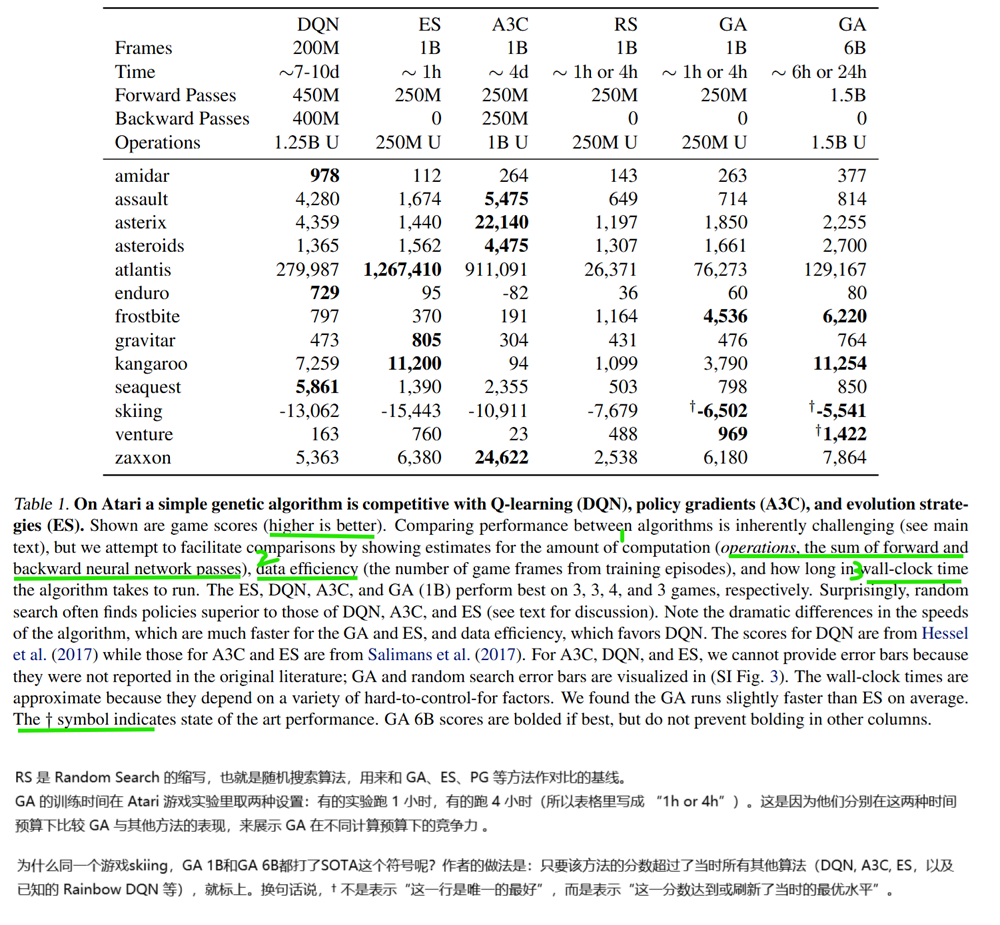 DQN ES A3C RS GA GA
Frames 200M 1B 1B 1B 1B 6B
Time ∼7-10d ∼ 1h ∼ 4d ∼ 1h or 4h ∼ 1h or 4h ∼ 6h or 24h
Forward Passes 450M 250M 250M 250M 250M 1.5B
Backward Passes 400M 0 250M 0 0 0
Operations 1.25B U 250M U 1B U 250M U 250M U 1.5B U
amidar 978 112 264 143 263 377
assault 4,280 1,674 5,475 649 714 814
asterix 4,359 1,440 22,140 1,197 1,850 2,255
asteroids 1,365 1,562 4,475 1,307 1,661 2,700
atlantis 279,987 1,267,410 911,091 26,371 76,273 129,167
enduro 729 95 -82 36 60 80
frostbite 797 370 191 1,164 4,536 6,220
gravitar 473 805 304 431 476 764
kangaroo 7,259 11,200 94 1,099 3,790 11,254
seaquest 5,861 1,390 2,355 503 798 850
skiing -13,062 -15,443 -10,911 -7,679 †-6,502 †-5,541
venture 163 760 23 488 969 †1,422
zaxxon 5,363 6,380 24,622 2,538 6,180 7,864
Table 1. On Atari a simple genetic algorithm is competitive with Q-learning (DQN), policy gradients (A3C), and evolution strate-
gies (ES). Shown are game scores (higher is better). Comparing performance between algorithms is inherently challenging (see main
1
text), but we attempt to facilitate comparisons by showing estimates for the amount of computation (operations, the sum of forward and
2
backward neural network passes), data efficiency (the number of game frames from training episodes), and how long in wall-clock time
3
the algorithm takes to run. The ES, DQN, A3C, and GA (1B) perform best on 3, 3, 4, and 3 games, respectively. Surprisingly, random
search often finds policies superior to those of DQN, A3C, and ES (see text for discussion). Note the dramatic differences in the speeds
of the algorithm, which are much faster for the GA and ES, and data efficiency, which favors DQN. The scores for DQN are from Hessel
et al. (2017) while those for A3C and ES are from Salimans et al. (2017). For A3C, DQN, and ES, we cannot provide error bars because
they were not reported in the original literature; GA and random search error bars are visualized in (SI Fig. 3). The wall-clock times are
approximate because they depend on a variety of hard-to-control-for factors. We found the GA runs slightly faster than ES on average.
The † symbol indicates state of the art performance. GA 6B scores are bolded if best, but do not prevent bolding in other columns.
RS 是 Random Search 的缩写，也就是随机搜索算法，用来和 GA、ES、PG 等方法作对比的基线。
GA 的训练时间在 Atari 游戏实验里取两种设置：有的实验跑 1 小时，有的跑 4 小时（所以表格里写成 “1h or 4h”）。这是因为他们分别在这两种时间
预算下比较 GA 与其他方法的表现，来展示 GA 在不同计算预算下的竞争力 。
为什么同一个游戏skiing，GA 1B和GA 6B都打了SOTA这个符号呢？作者的做法是：只要该方法的分数超过了当时所有其他算法（DQN, A3C, ES，以及
已知的 Rainbow DQN 等），就标上。换句话说，† 不是表示“这一行是唯一的最好”，而是表示“这一分数达到或刷新了当时的最优水平”。